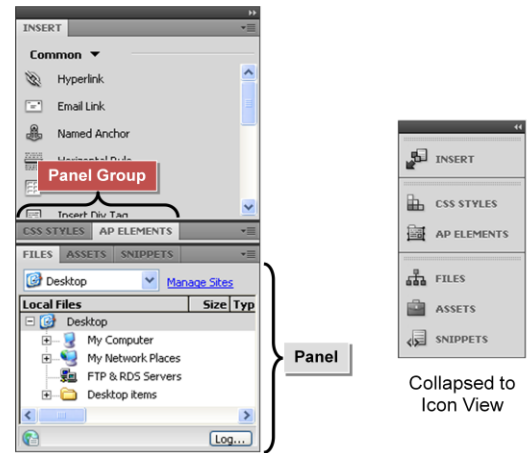 INSERT
Common
Hyperlink
Email Link
Named Anchor
Horizontal Rule
Panel Group
Insert Div Tag
CSS STYLES AP ELEMENTS
FILES ASSETS SNIPPETS
Desktop Manage Sites
Local Files Size Typ
Desktop
My Computer
My Network Places
FTP & RDS Servers
Desktop items
Log...
Panel
INSERT
CSS STYLES
AP ELEMENTS
FILES
ASSETS
SNIPPETS
Collapsed to
Icon View